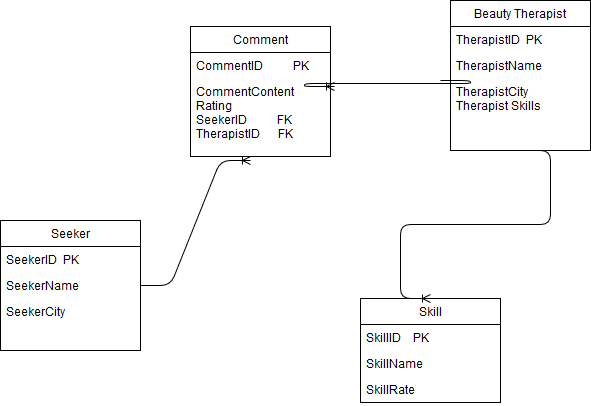 Beauty Therapist
TherapistID PK
TherapistName
TherapistCity
Therapist Skills
Comment
CommentID PK
CommentContent
Rating
SeekerID FK
TherapistID FK
Seeker
SeekerID PK
SeekerName
SeekerCity
Skill
SkillID PK
SkillName
SkillRate